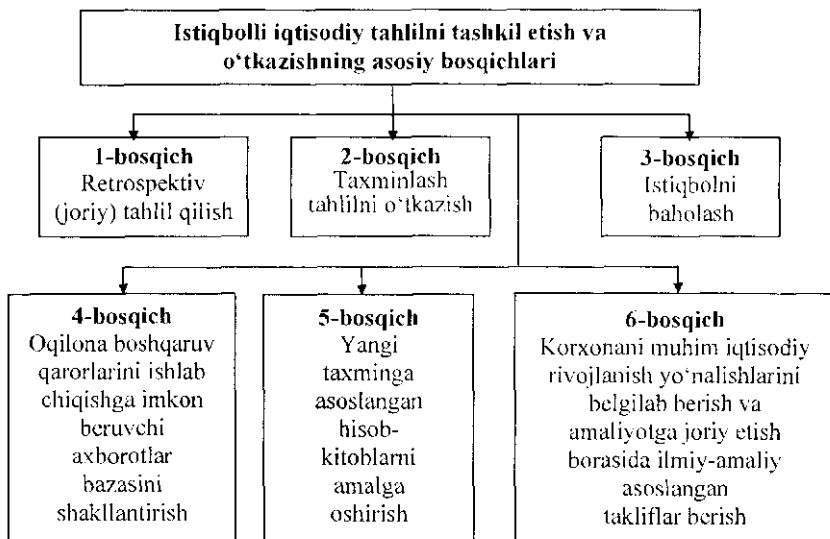 Istiqbolli iqtisodiy tahlilni tashkil etish va
o‘tkazishning asosiy bosqichlari
1-bosqich
Retrospektiv
(joriy) tahlil qilish
2-bosqich
Taxminlash
tahlilni o‘tkazish
3-bosqich
Istiqbolni
baholash
4-bosqich
Oqilona boshqaruv
qarorlarini ishlab
chiqishga imkon
beruvchi
axborotlar
bazasini
shakllantirish
5-bosqich
Yangi
taxminga
asoslangan
hisob-
kitoblarni
amalga
oshirish
6-bosqich
Korxonani muhim iqtisodiy
rivojlanish yo‘nalishlarini
belgilab berish va
amaliyotga joriy etish
borasida ilmiy-amaliy
asoslangan
takliflar berish